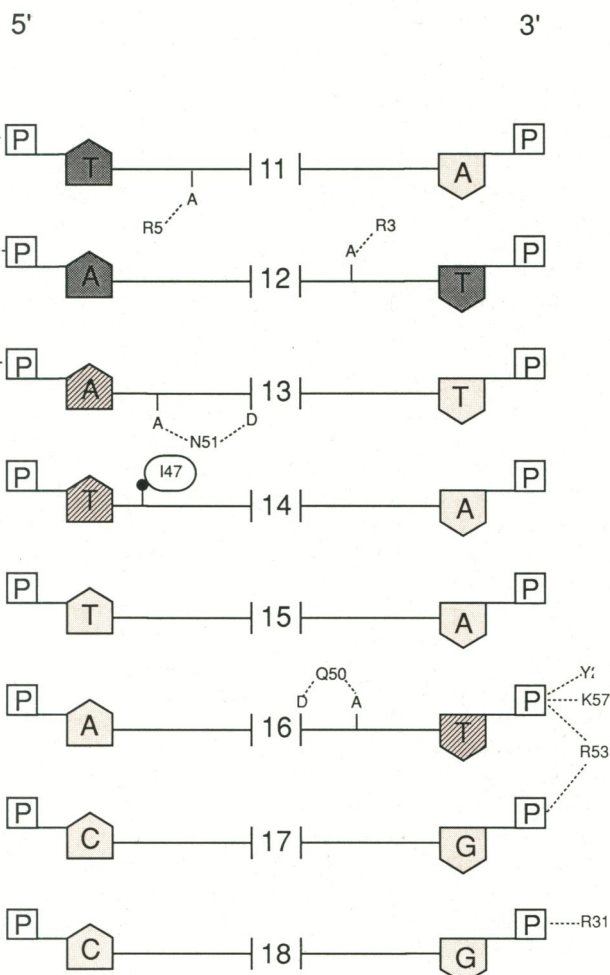 5' 3'
P T 11 A P
A
R5
R3
P A 12 A T P
P A 13 T P
A N51 D
I47
P T 14 A P
P T 15 A P
Q50
P A 16 D A T P K57
R53
P C 17 G P
P C 18 G P R31